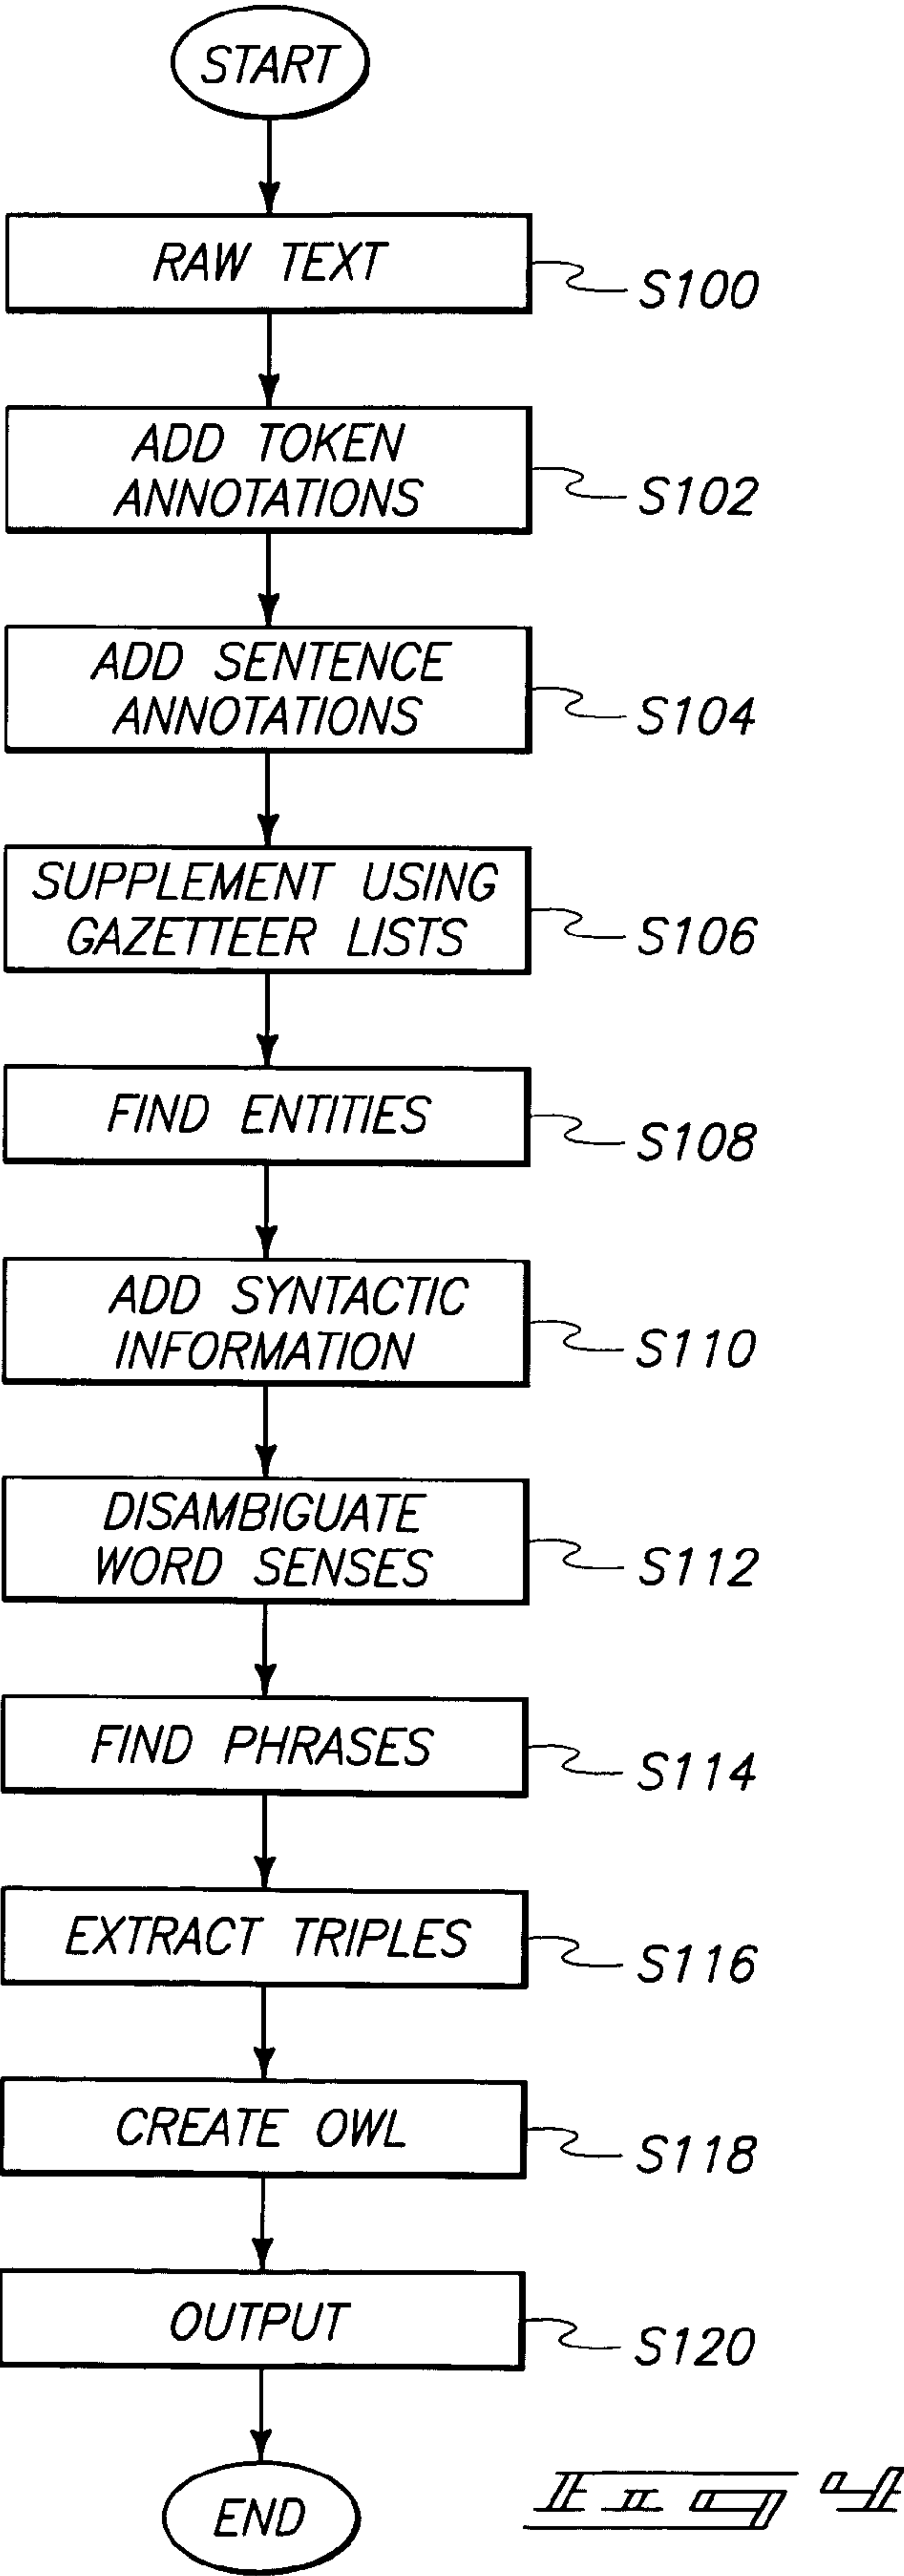 START
RAW TEXT
S100
ADD TOKEN
ANNOTATIONS
S102
ADD SENTENCE
ANNOTATIONS
S104
SUPPLEMENT USING
GAZETTEER LISTS
S106
FIND ENTITIES
S108
ADD SYNTACTIC
INFORMATION
S110
DISAMBIGUATE
WORD SENSES
S112
FIND PHRASES
S114
EXTRACT TRIPLES
S116
CREATE OWL
S118
OUTPUT
S120
END
FIG 4